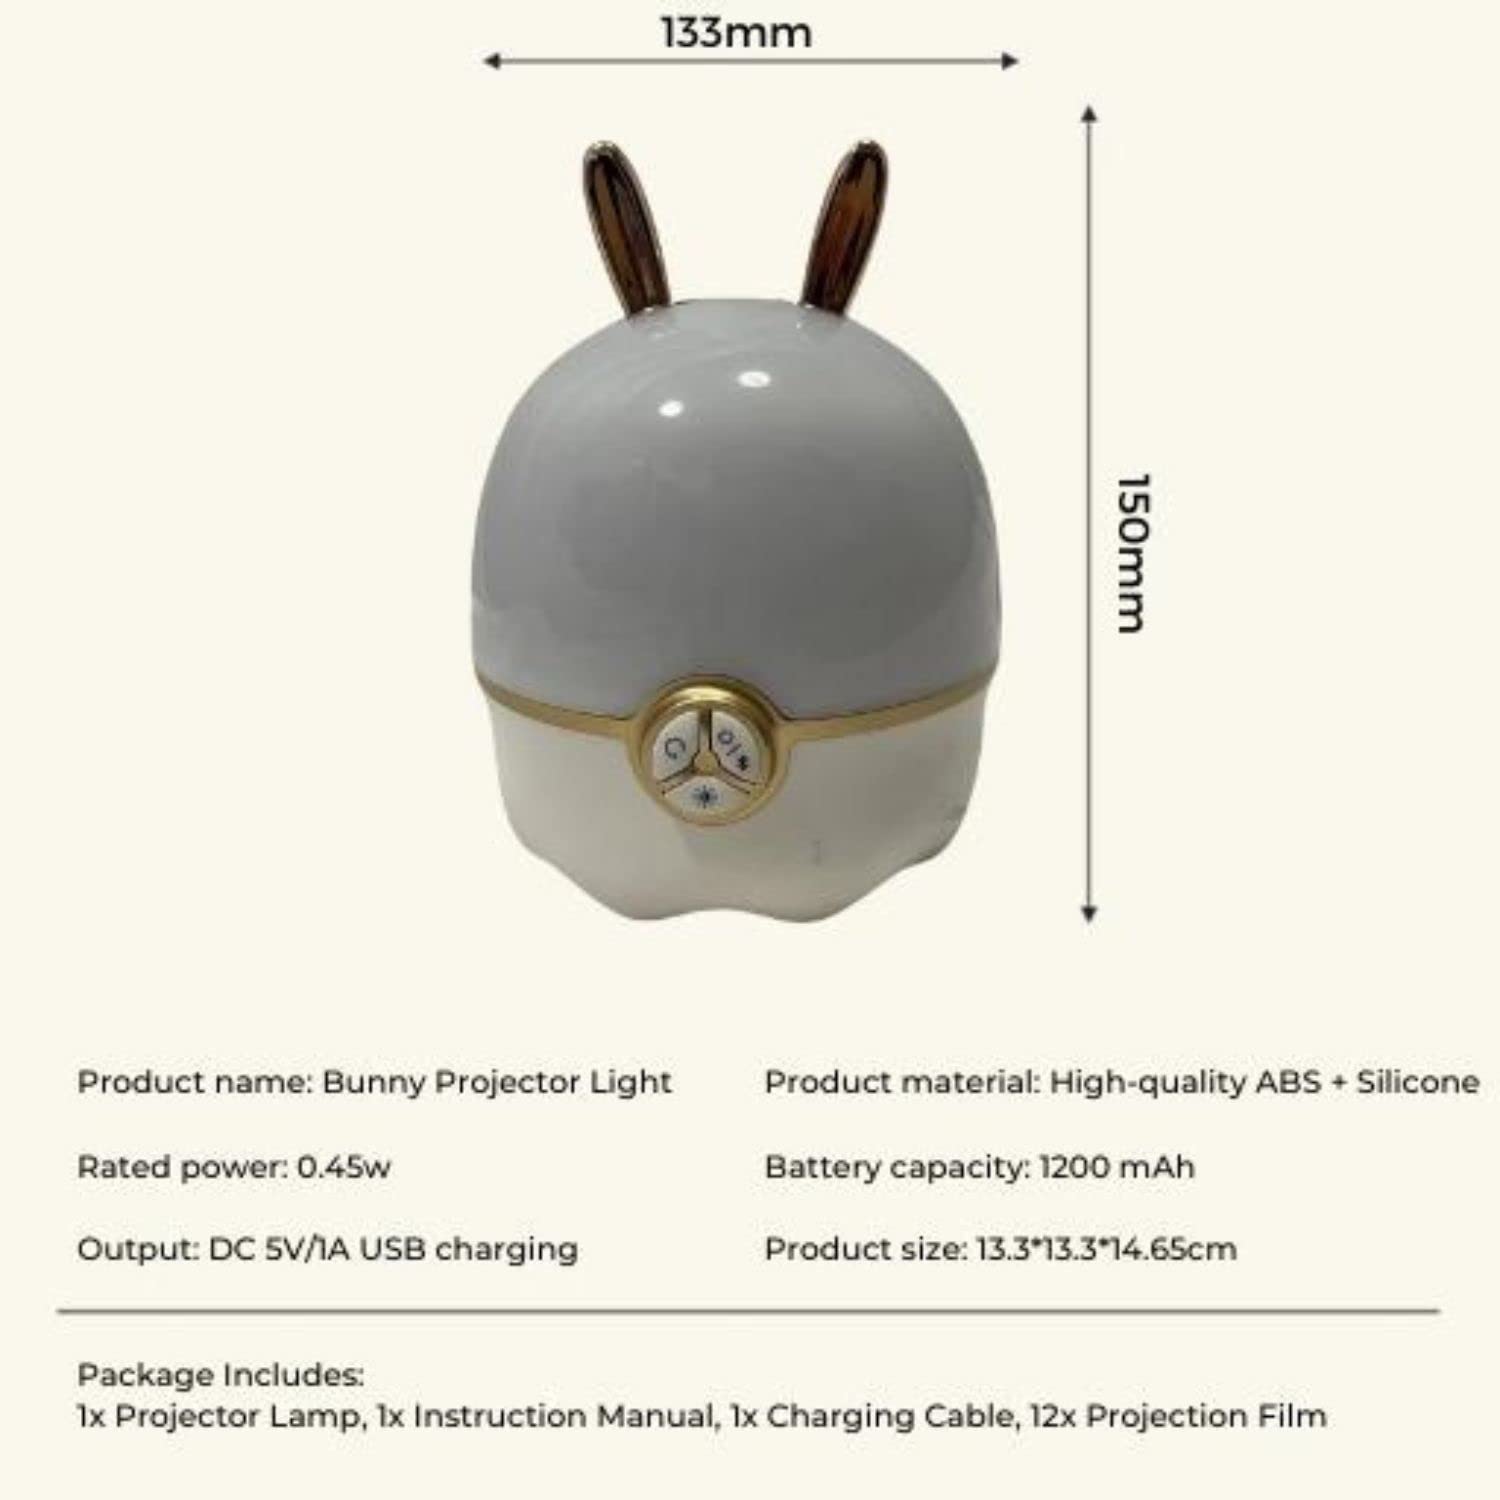 133mm
150mm
Product name: Bunny Projector Light
Product material: High-quality ABS + Silicone
Rated power: 0.45w
Battery capacity: 1200 mAh
Output: DC 5V/1A USB charging
Product size: 13.3*13.3*14.65cm
Package Includes:
1x Projector Lamp, 1x Instruction Manual, 1x Charging Cable, 12x Projection Film